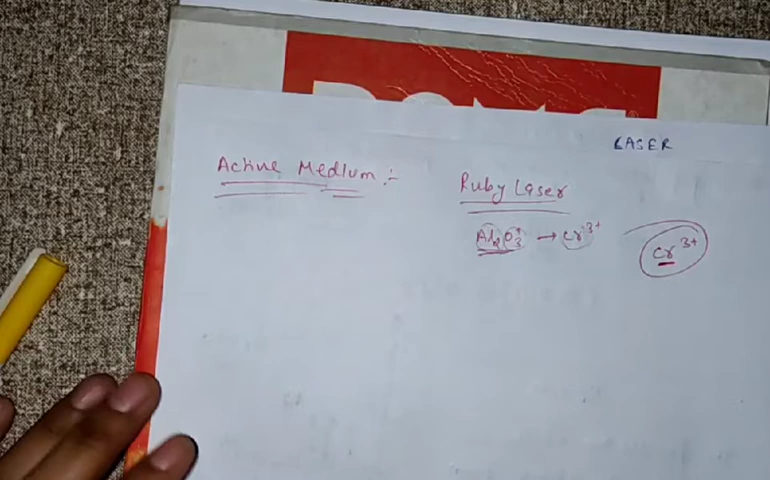 LASER
Active Medium :-
Ruby Laser
Al2O3 → Cr3+
Cr3+